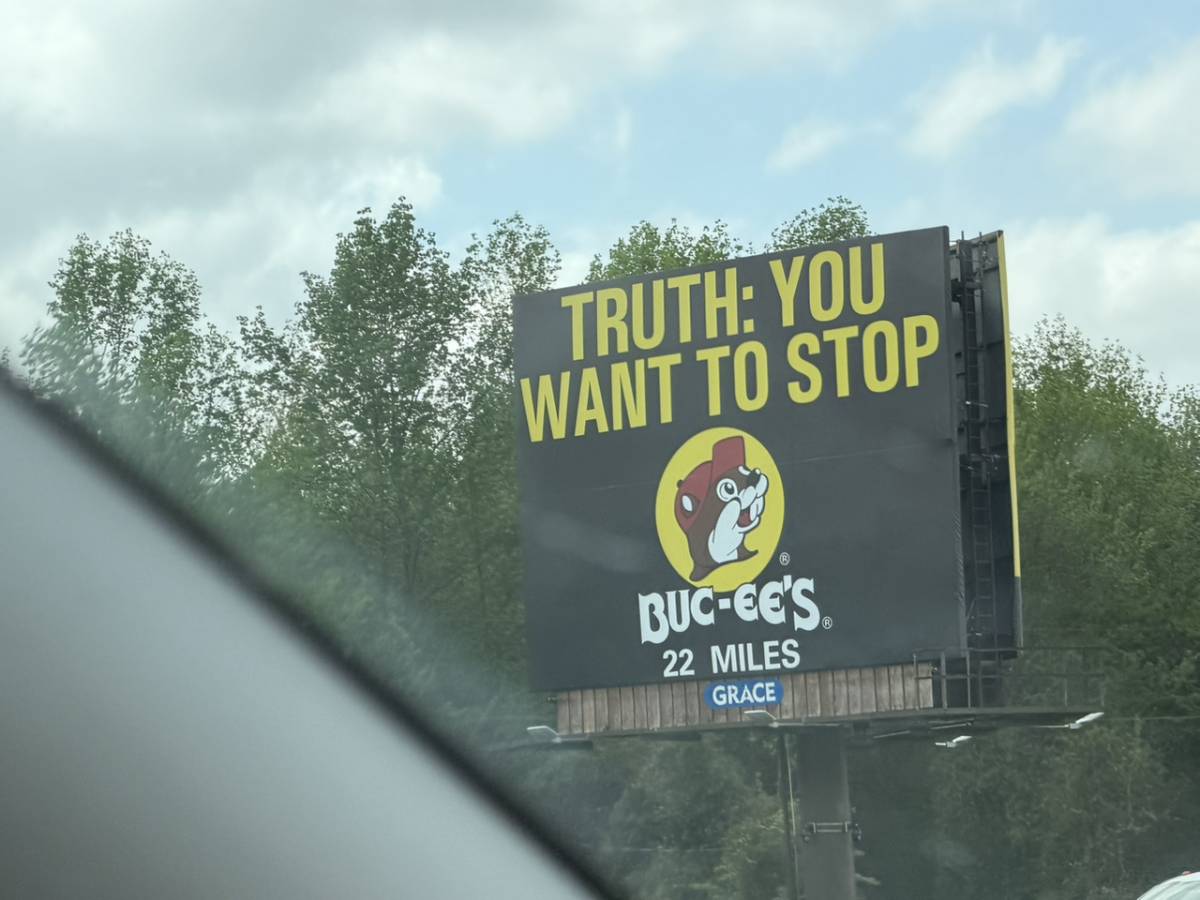 TRUTH: YOU
WANT TO STOP
®
BUC-EE'S®
22 MILES
GRACE